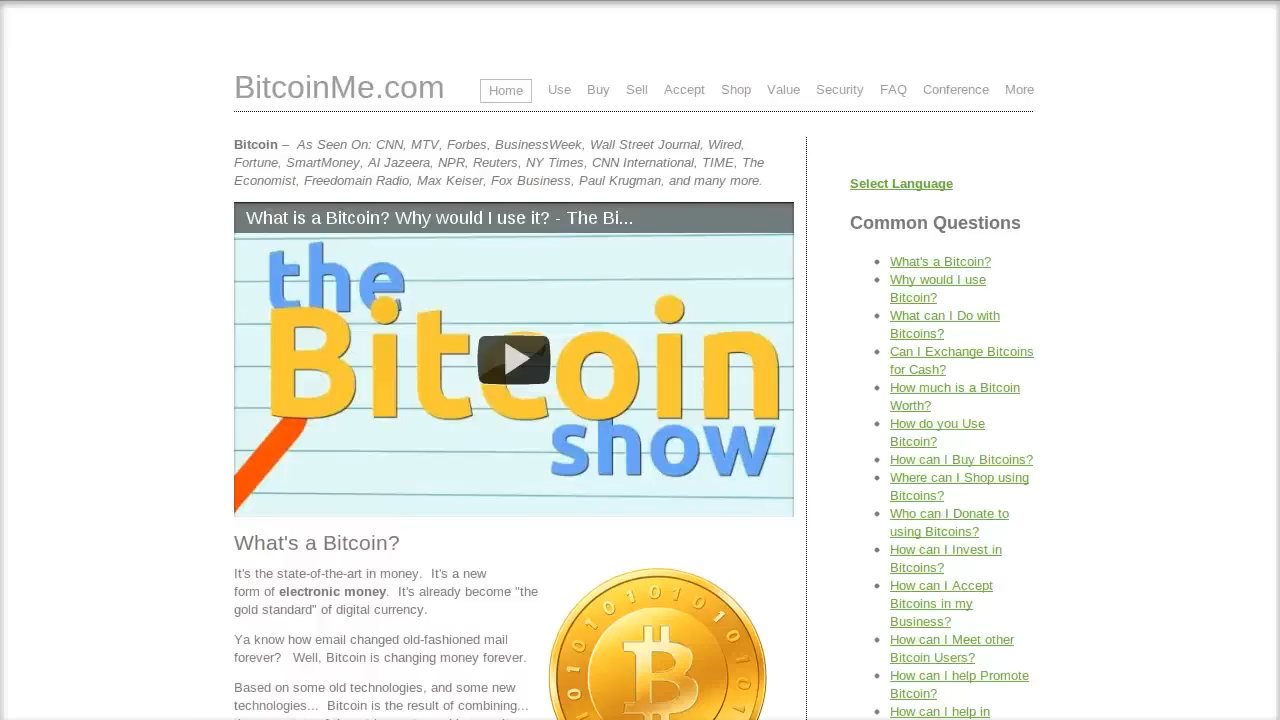 BitcoinMe.com
Home Use Buy Sell Accept Shop Value Security FAQ Conference More
Bitcoin – As Seen On: CNN, MTV, Forbes, BusinessWeek, Wall Street Journal, Wired,
Fortune, SmartMoney, Al Jazeera, NPR, Reuters, NY Times, CNN International, TIME, The
Economist, Freedomain Radio, Max Keiser, Fox Business, Paul Krugman, and many more.
What is a Bitcoin? Why would I use it? - The Bi...
the
Bitcoin
show
What's a Bitcoin?
It's the state-of-the-art in money. It's a new
form of electronic money. It's already become "the
gold standard" of digital currency.
Ya know how email changed old-fashioned mail
forever? Well, Bitcoin is changing money forever.
Based on some old technologies, and some new
technologies... Bitcoin is the result of combining...
Select Language
Common Questions
What's a Bitcoin?
Why would I use
Bitcoin?
What can I Do with
Bitcoins?
Can I Exchange Bitcoins
for Cash?
How much is a Bitcoin
Worth?
How do you Use
Bitcoin?
How can I Buy Bitcoins?
Where can I Shop using
Bitcoins?
Who can I Donate to
using Bitcoins?
How can I Invest in
Bitcoins?
How can I Accept
Bitcoins in my
Business?
How can I Meet other
Bitcoin Users?
How can I help Promote
Bitcoin?
How can I help in